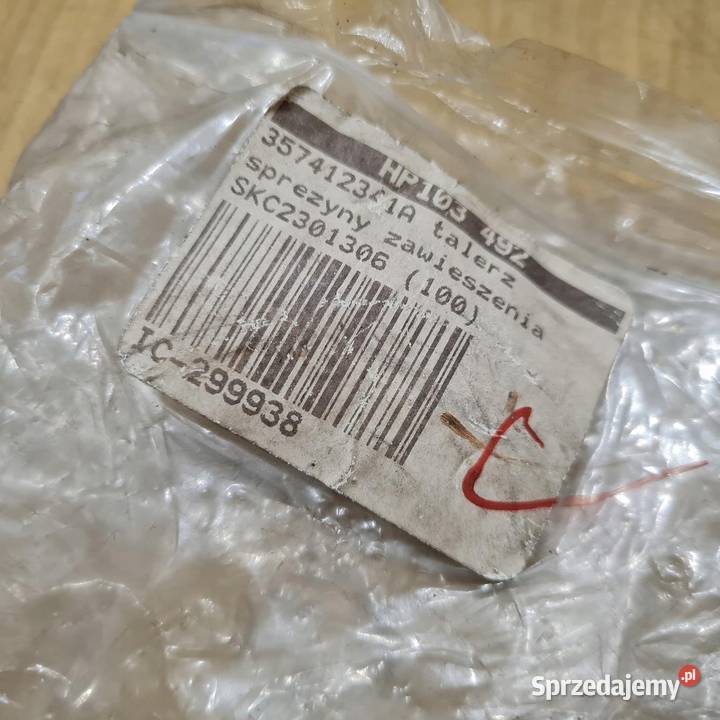 HP103 492
357412341A talerz
sprezyny zawieszenia
SKC2301306 (100)
IC-299938
Sprzedajemy.pl